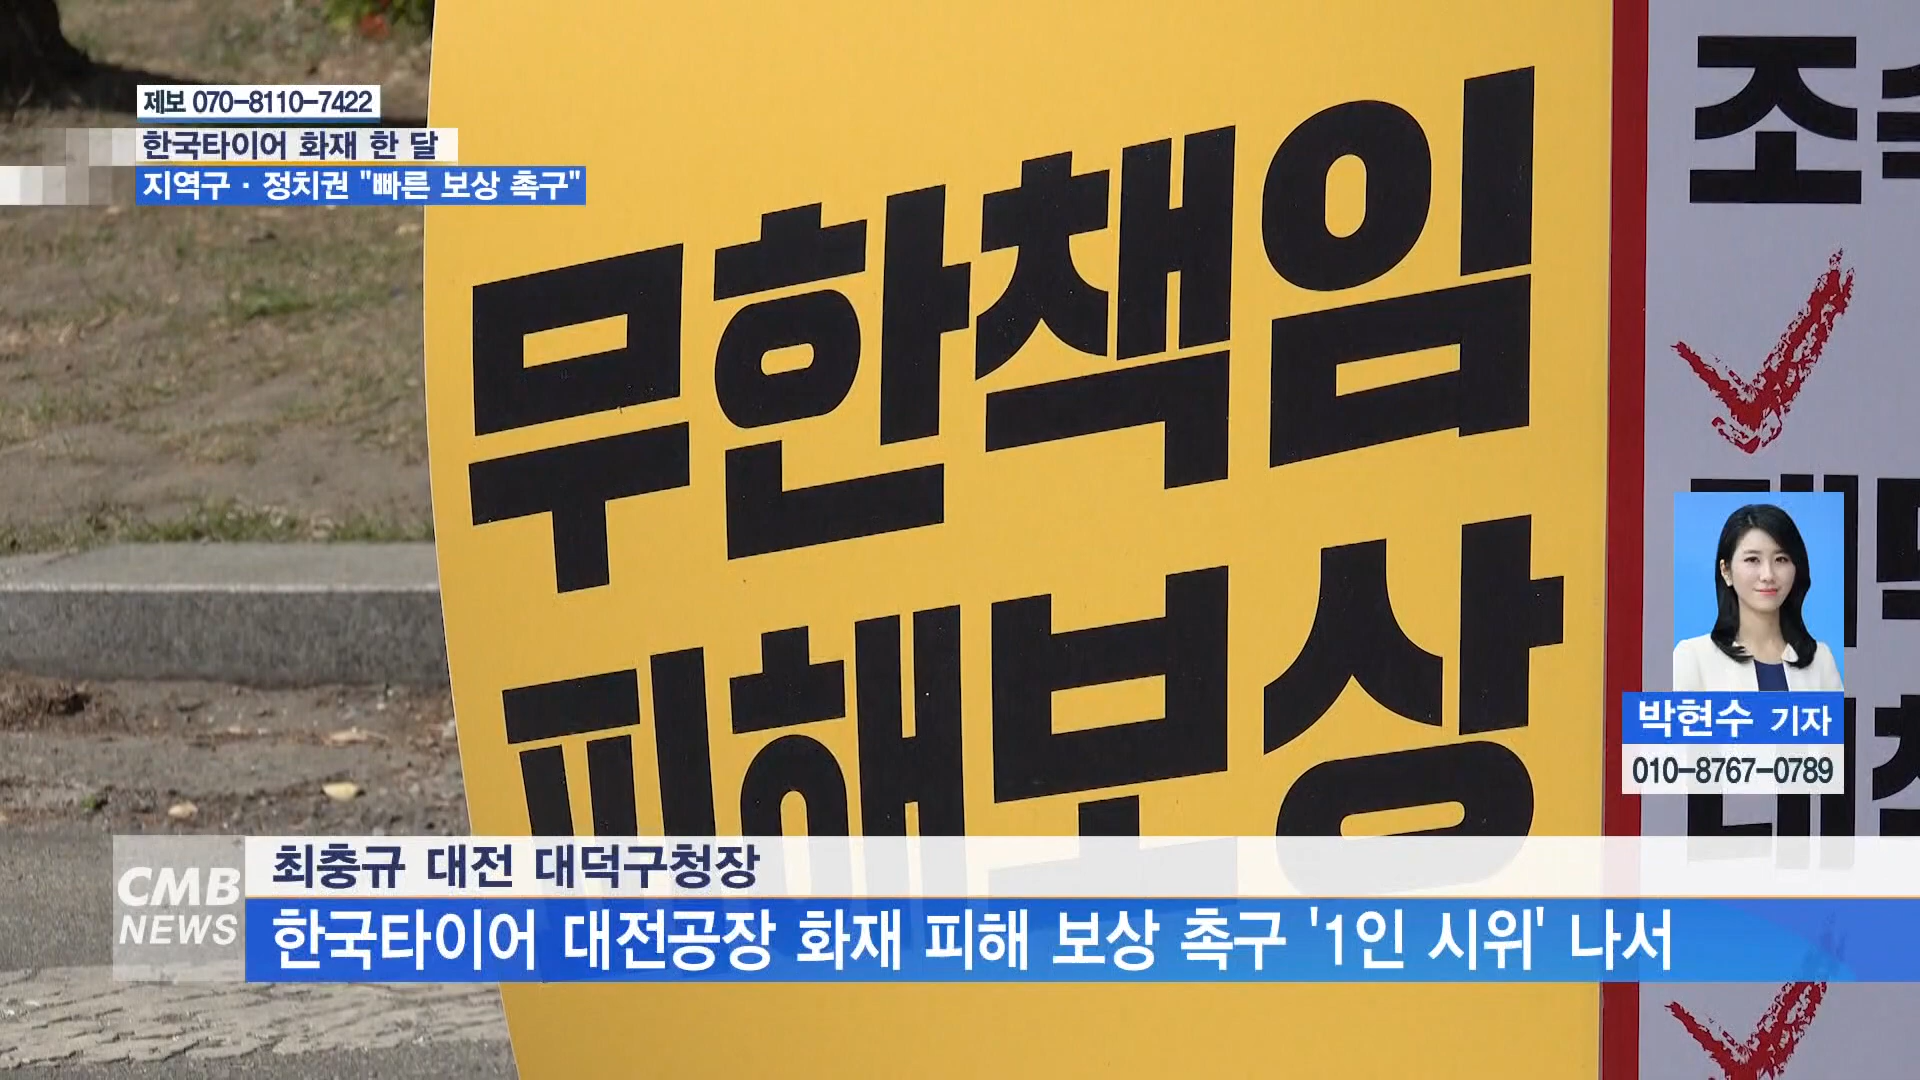 제보 070-8110-7422
한국타이어 화재 한 달
지역구 · 정치권 "빠른 보상 촉구"
무한책임
피해보상
조속
박현수 기자
010-8767-0789
CMB
NEWS
최충규 대전 대덕구청장
한국타이어 대전공장 화재 피해 보상 촉구 '1인 시위' 나서